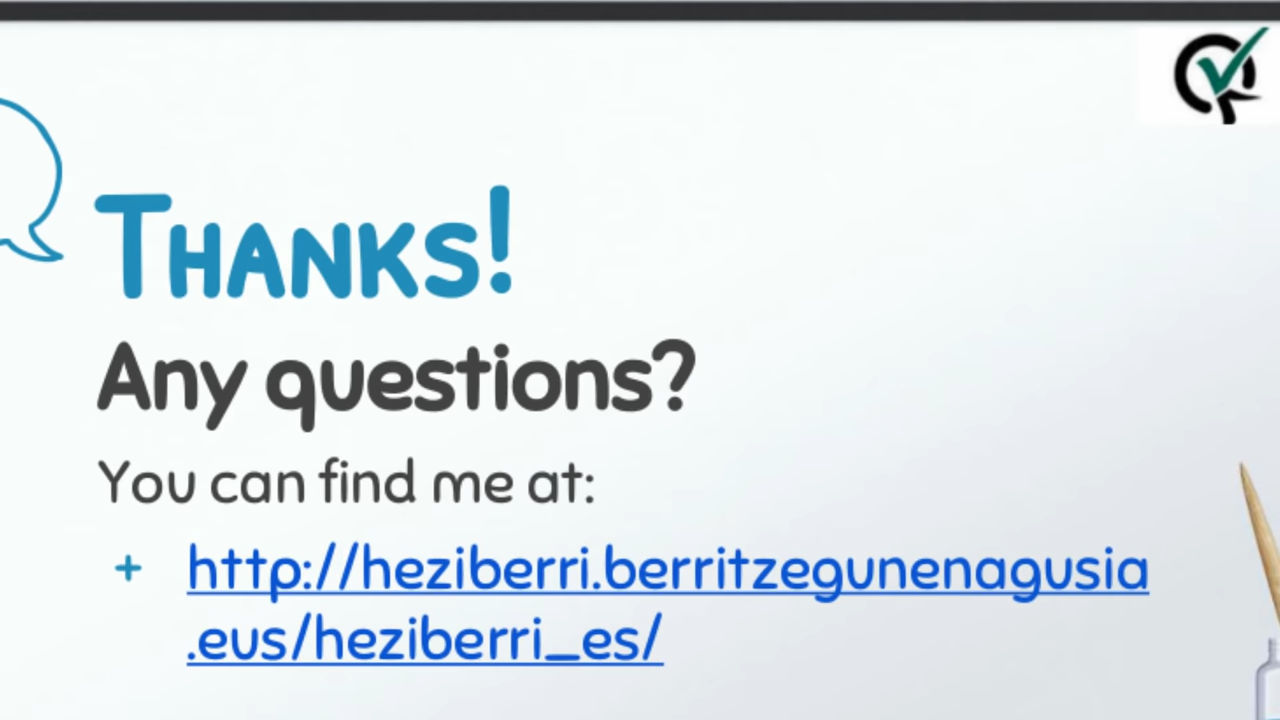 THANKS!
Any questions?
You can find me at:
+ http://heziberri.berritzegunenagusia
.eus/heziberri_es/